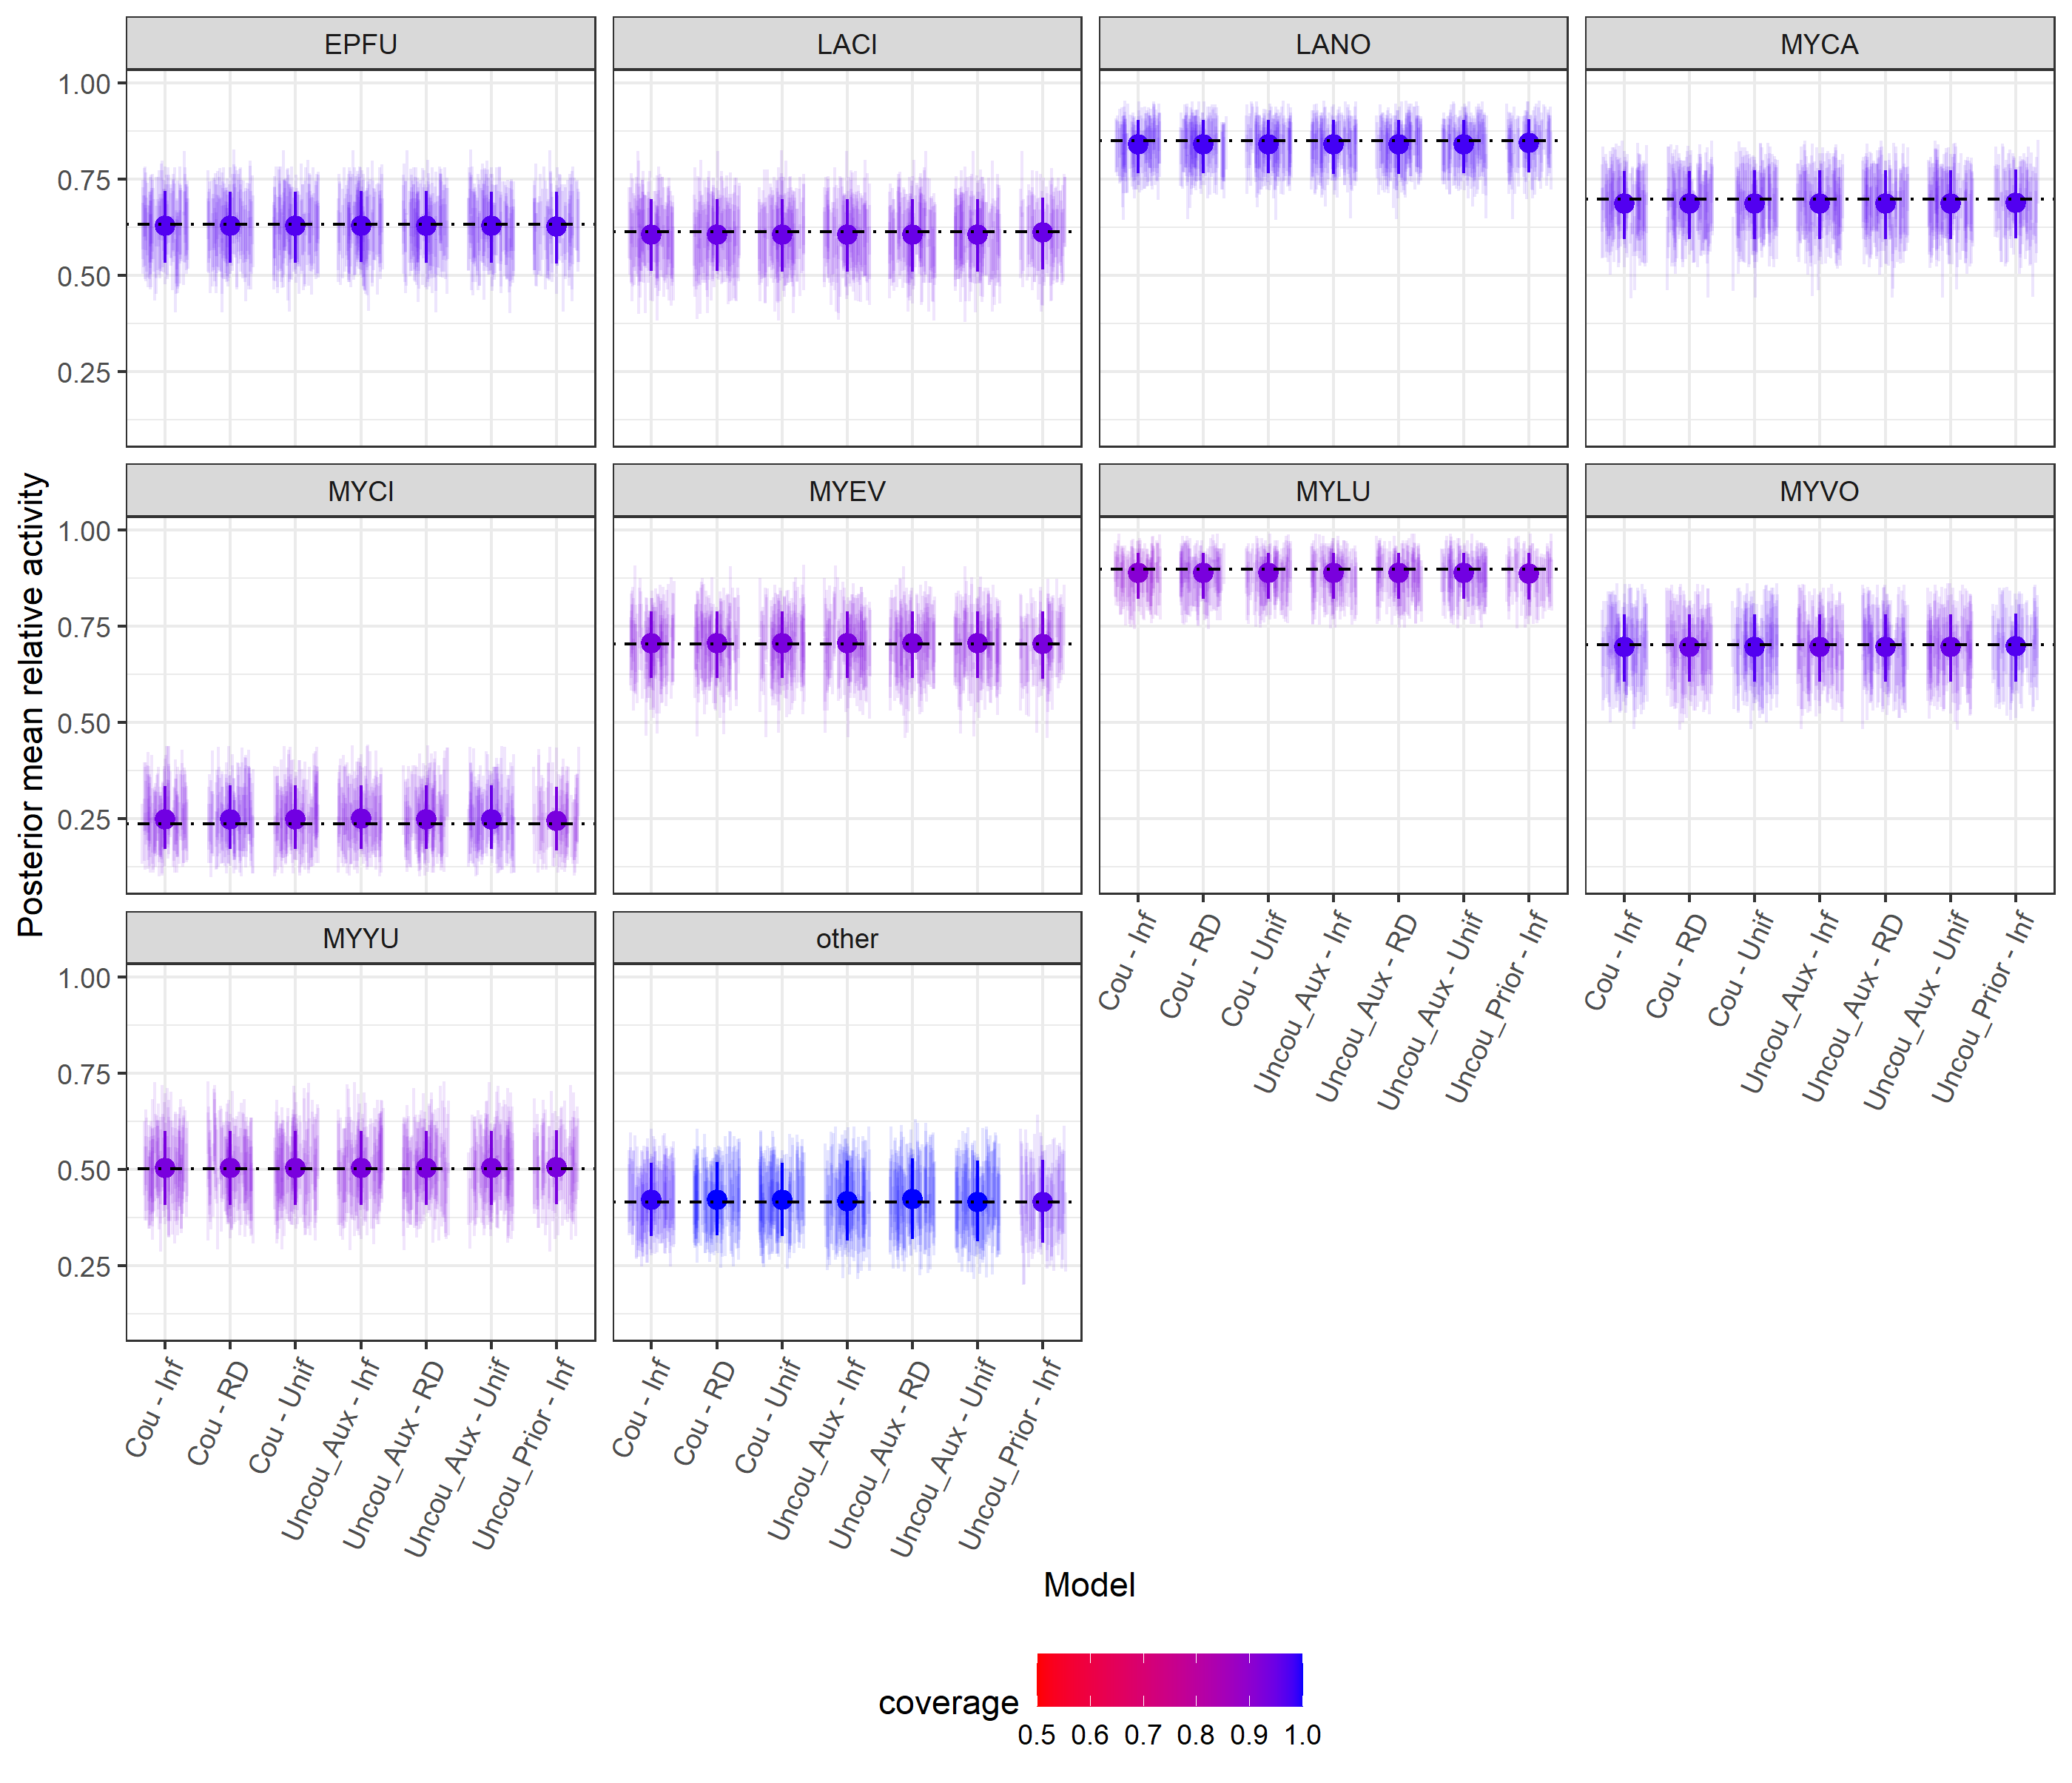 EPFU LACI LANO MYCA
1.00
0.75
0.50
0.25
MYCI MYEV MYLU MYVO
1.00
0.75
0.50
0.25
Posterior mean relative activity
Cou - Inf Cou - RD Cou - Unif Uncou_Aux - Inf Uncou_Aux - RD Uncou_Aux - Unif Uncou_Prior - Inf
Cou - Inf Cou - RD Cou - Unif Uncou_Aux - Inf Uncou_Aux - RD Uncou_Aux - Unif Uncou_Prior - Inf
MYYU other
1.00
0.75
0.50
0.25
Cou - Inf Cou - RD Cou - Unif Uncou_Aux - Inf Uncou_Aux - RD Uncou_Aux - Unif Uncou_Prior - Inf
Cou - Inf Cou - RD Cou - Unif Uncou_Aux - Inf Uncou_Aux - RD Uncou_Aux - Unif Uncou_Prior - Inf
Model
coverage
0.5 0.6 0.7 0.8 0.9 1.0